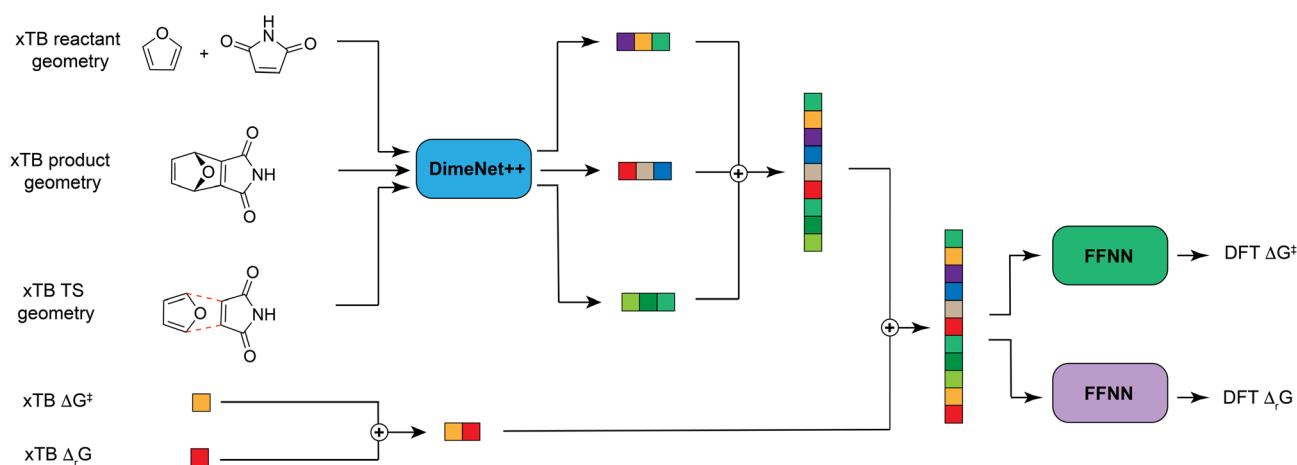 xTB reactant
geometry
O
+
H
N
O
O
xTB product
geometry
O
O
NH
O
DimeNet++
+
xTB TS
geometry
O
O
NH
O
FFNN
DFT ΔG‡
+
FFNN
DFT ΔᵣG
xTB ΔG‡
+
xTB ΔᵣG